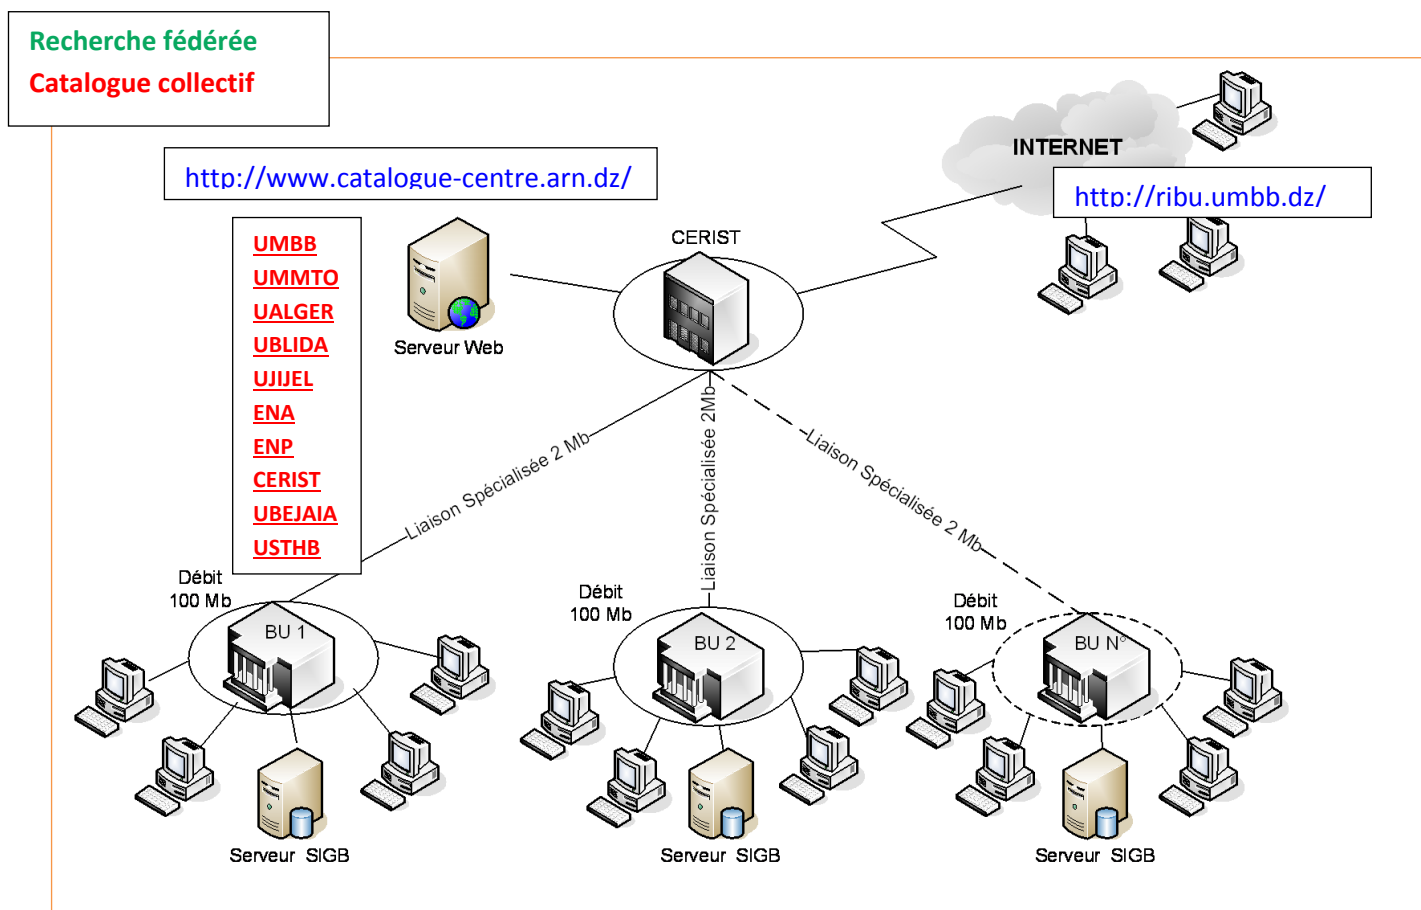 Recherche fédérée
Catalogue collectif
http://www.catalogue-centre.arn.dz/
INTERNET
http://ribu.umbb.dz/
UMBB
UMMTO
UALGER
UBLIDA
UJIJEL
ENA
ENP
CERIST
UBEJAIA
USTHB
CERIST
Serveur Web
Liaison Spécialisée 2 Mb
Liaison Spécialisée 2Mb
Liaison Spécialisée 2 Mb
Débit
100 Mb
BU 1
Débit
100 Mb
BU 2
Débit
100 Mb
BU N°
Serveur SIGB
Serveur SIGB
Serveur SIGB